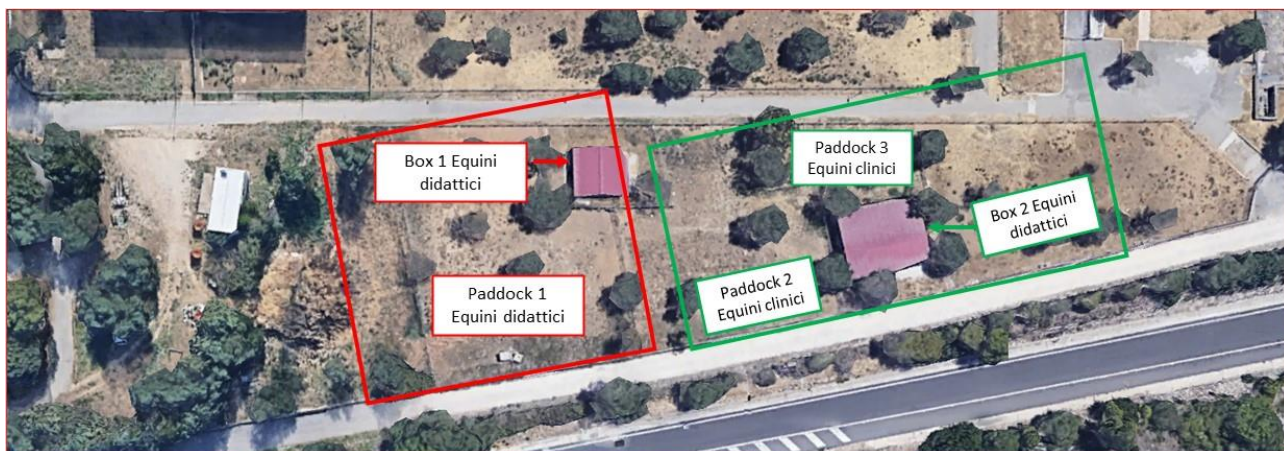 Box 1 Equini
didattici
Paddock 1
Equini didattici
Paddock 3
Equini clinici
Box 2 Equini
didattici
Paddock 2
Equini clinici